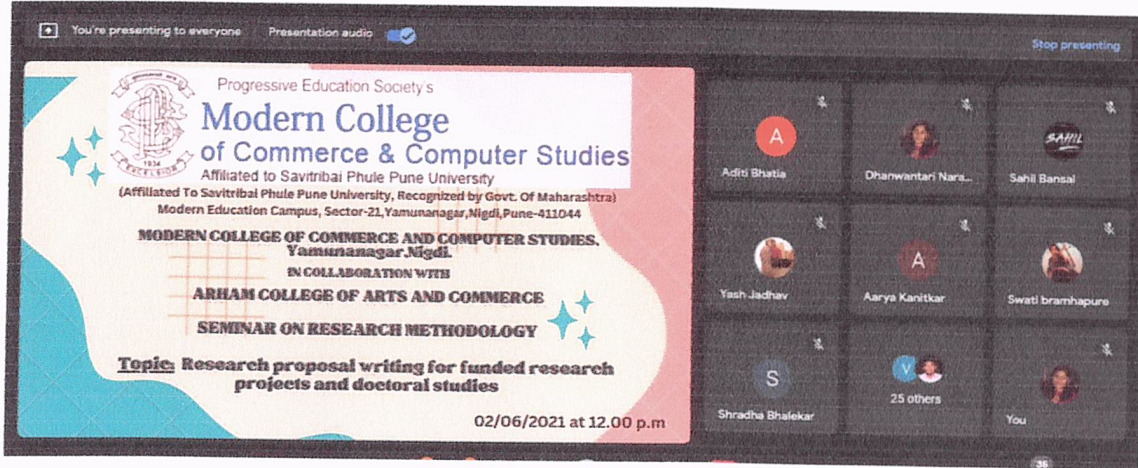 You're presenting to everyone Presentation audio
Stop presenting
Progressive Education Society's
Modern College
of Commerce & Computer Studies
Affiliated to Savitribai Phule Pune University
(Affiliated To Savitribai Phule Pune University, Recognized by Govt. Of Maharashtra)
Modern Education Campus, Sector-21,Yamunanagar,Nigdi,Pune-411044
MODERN COLLEGE OF COMMERCE AND COMPUTER STUDIES,
Yamunanagar,Nigdi.
IN COLLABORATION WITH
ARHAM COLLEGE OF ARTS AND COMMERCE
SEMINAR ON RESEARCH METHODOLOGY
Topic: Research proposal writing for funded research
projects and doctoral studies
02/06/2021 at 12.00 p.m
1934
EXCELSIOR
A
SAHIL
Aditi Bhatia
Dhanwantari Nara...
Sahil Bansal
A
Yash Jadhav
Aarya Kanitkar
Swati bramhapure
S
V
Shradha Bhalekar
25 others
You
35